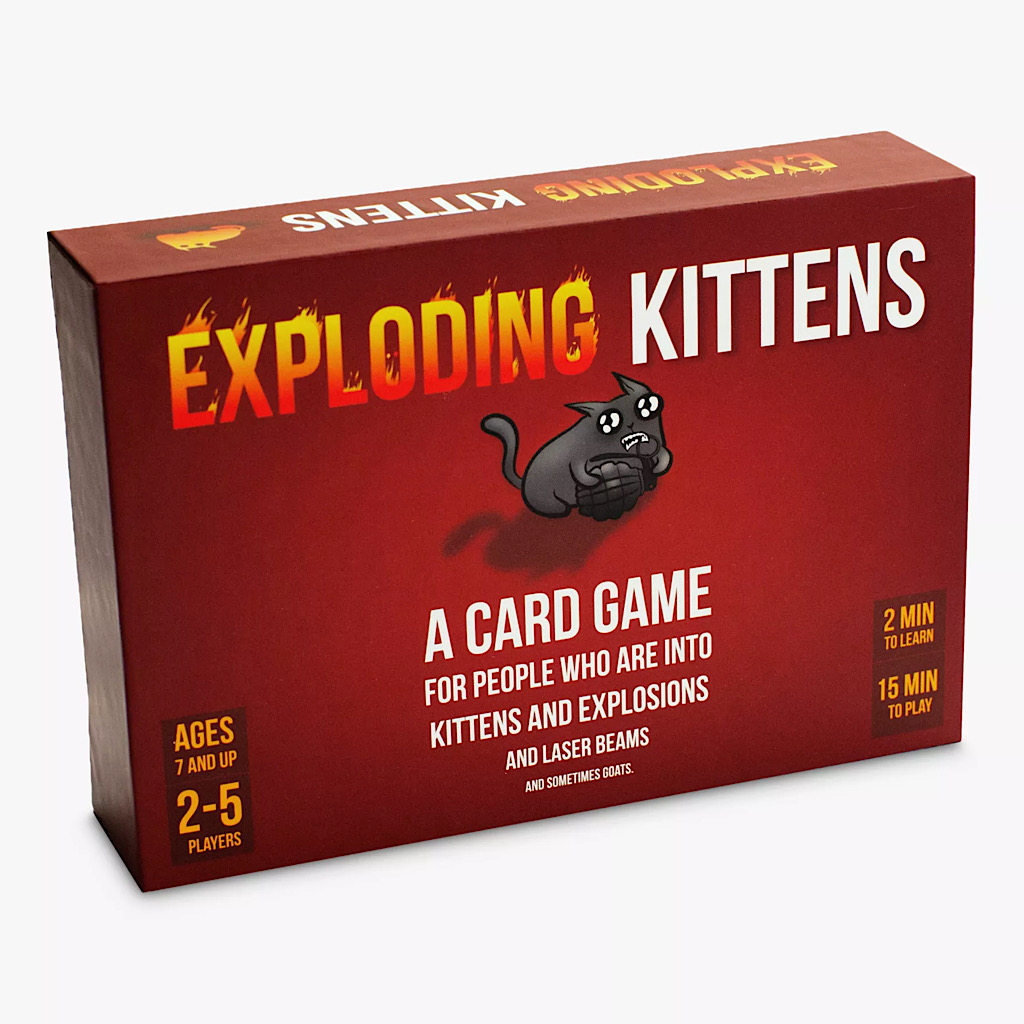 EXPLODING KITTENS
EXPLODING KITTENS
A CARD GAME
FOR PEOPLE WHO ARE INTO
KITTENS AND EXPLOSIONS
AND LASER BEAMS
AND SOMETIMES GOATS.
2 MIN
TO LEARN
15 MIN
TO PLAY
AGES
7 AND UP
2-5
PLAYERS